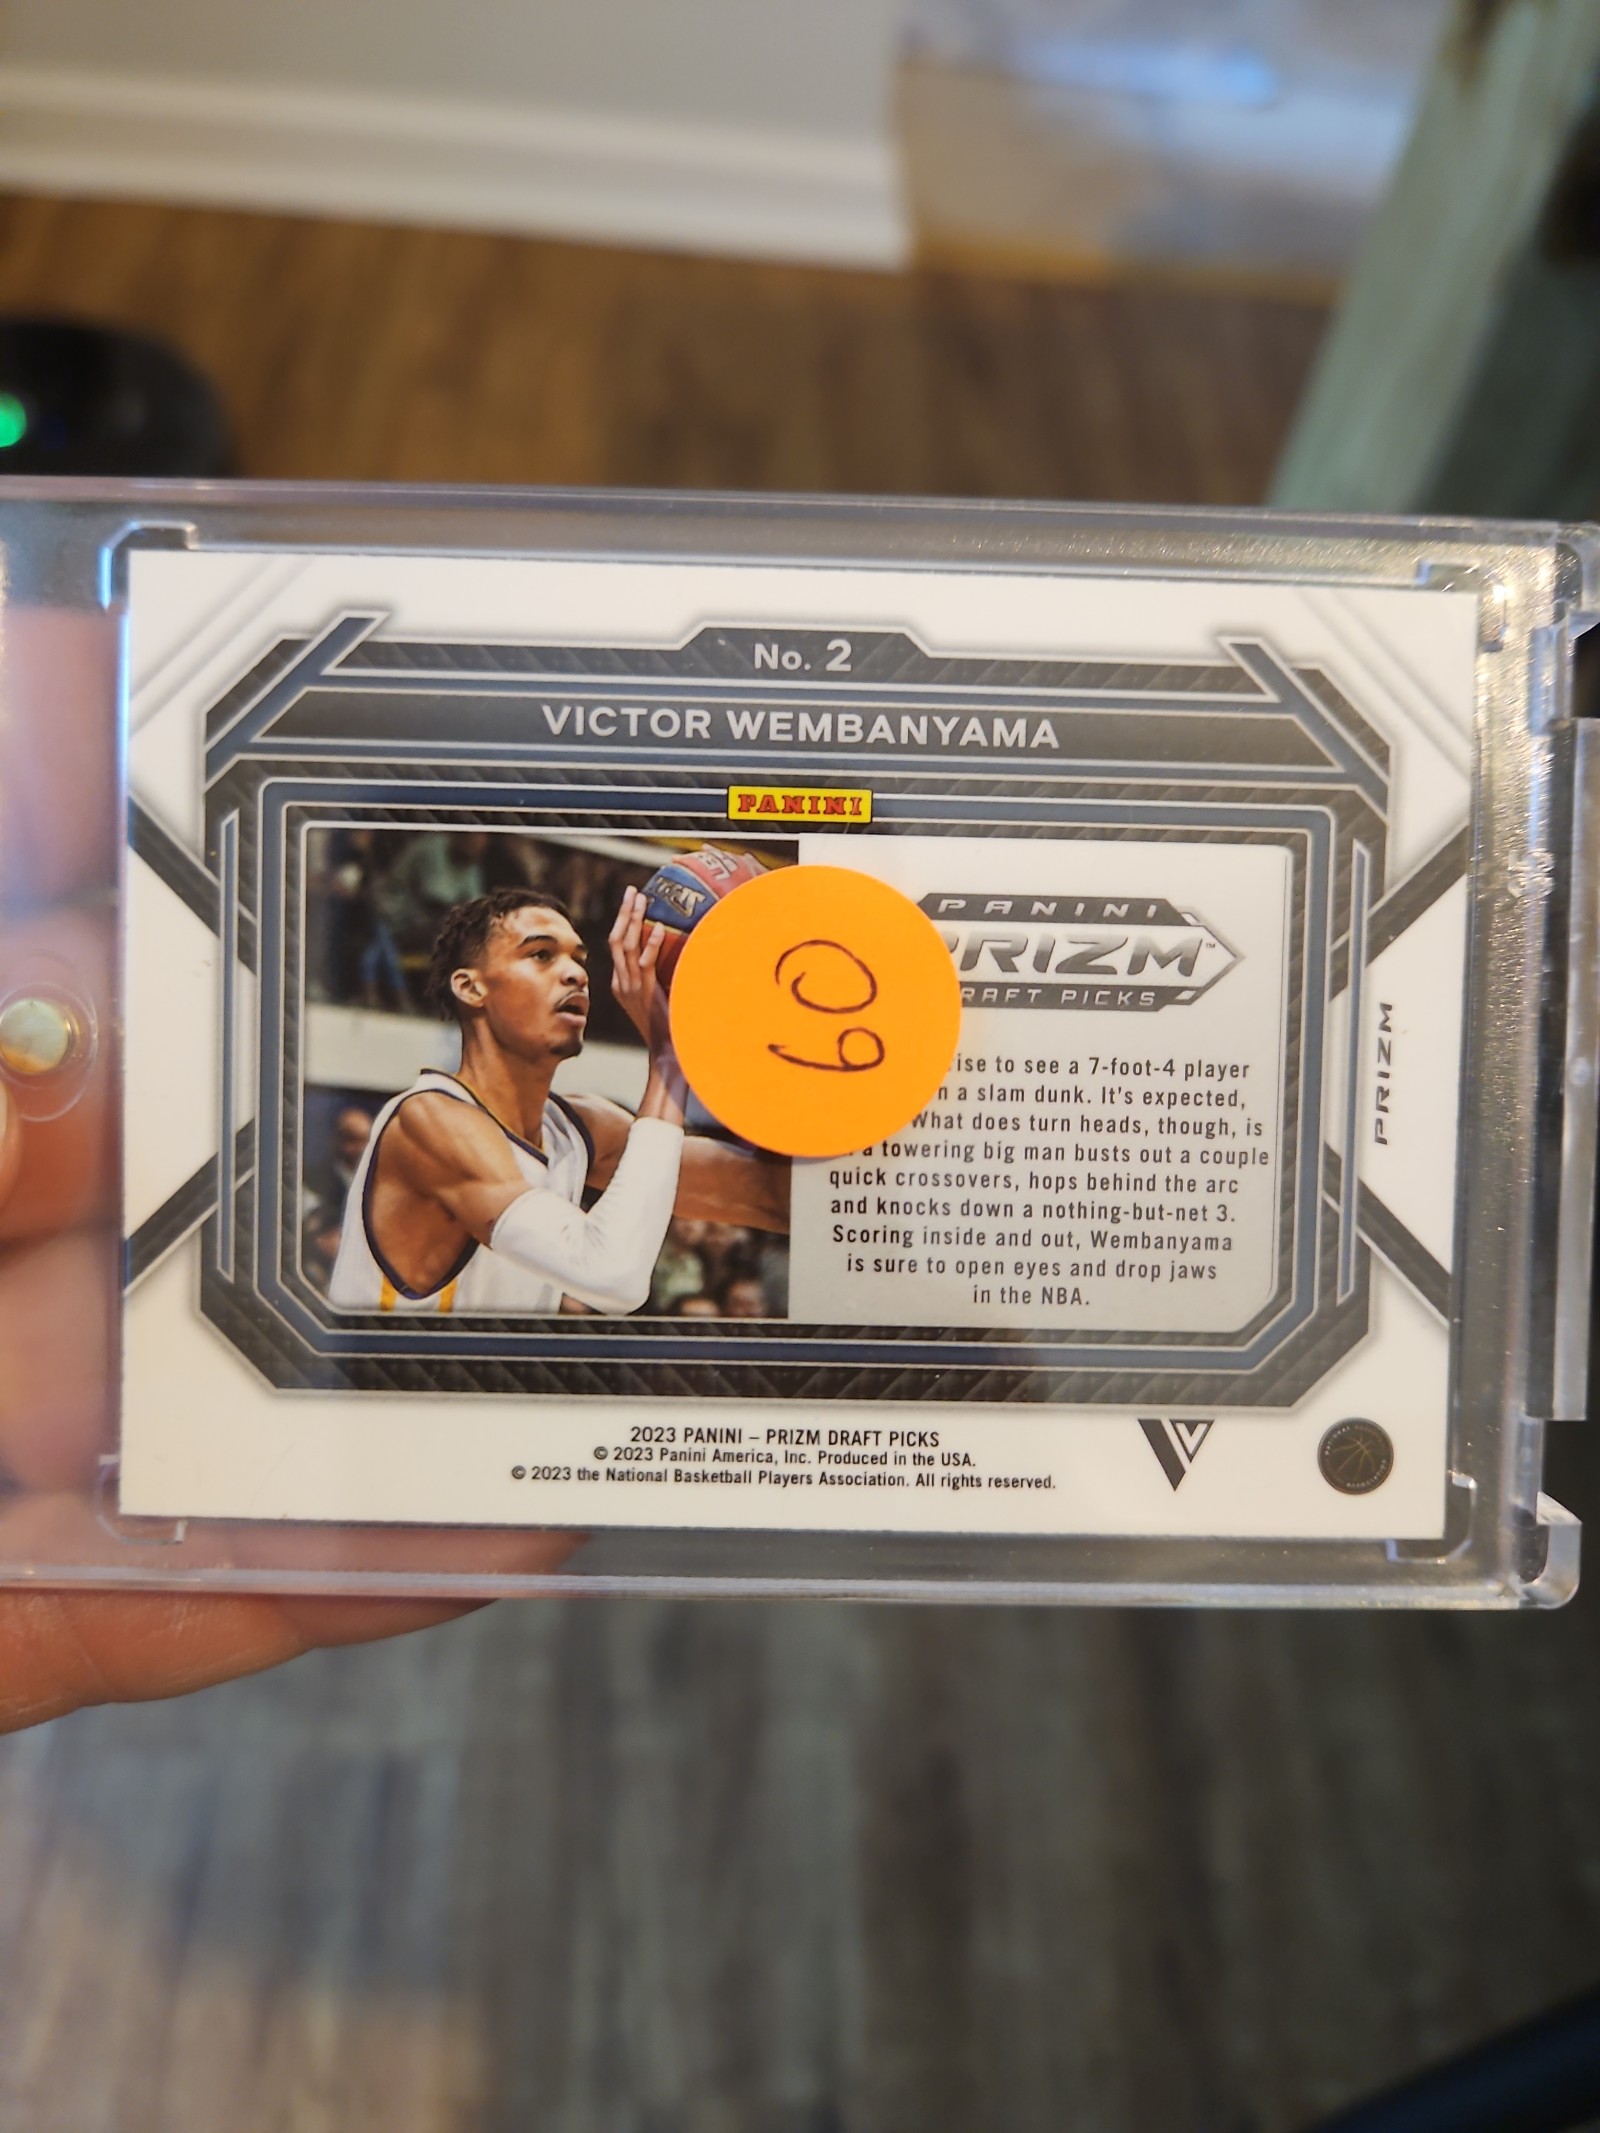 No. 2
VICTOR WEMBANYAMA
PANINI
PANINI
PRIZM™
DRAFT PICKS
60
to see a 7-foot-4 player
a slam dunk. It's expected,
What does turn heads, though, is
a towering big man busts out a couple
quick crossovers, hops behind the arc
and knocks down a nothing-but-net 3.
Scoring inside and out, Wembanyama
is sure to open eyes and drop jaws
in the NBA.
PRIZM
2023 PANINI – PRIZM DRAFT PICKS
© 2023 Panini America, Inc. Produced in the USA.
© 2023 the National Basketball Players Association. All rights reserved.